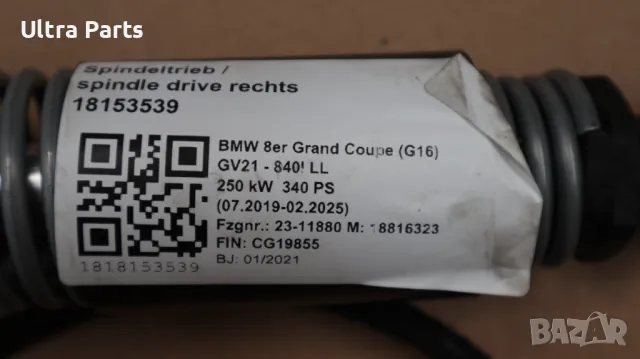 Ultra Parts
Spindeltrieb /
spindle drive rechts
18153539
BMW 8er Grand Coupe (G16)
GV21 - 840i LL
250 kW 340 PS
(07.2019-02.2025)
Fzgnr.: 23-11880 M: 18816323
FIN: CG19855
BJ: 01/2021
1818153539
BAZAR
bg